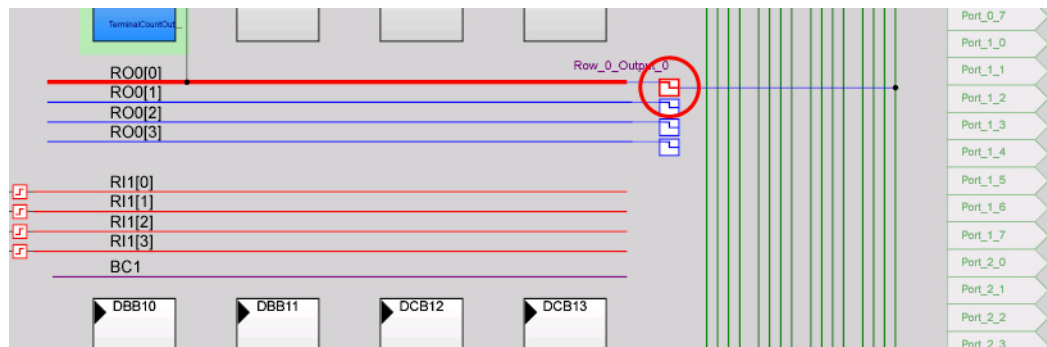 TerminalCountOut_
Row_0_Output_0
RO0[0]
RO0[1]
RO0[2]
RO0[3]
RI1[0]
RI1[1]
RI1[2]
RI1[3]
BC1
DBB10
DBB11
DCB12
DCB13
Port_0_7
Port_1_0
Port_1_1
Port_1_2
Port_1_3
Port_1_4
Port_1_5
Port_1_6
Port_1_7
Port_2_0
Port_2_1
Port_2_2
Port_2_3